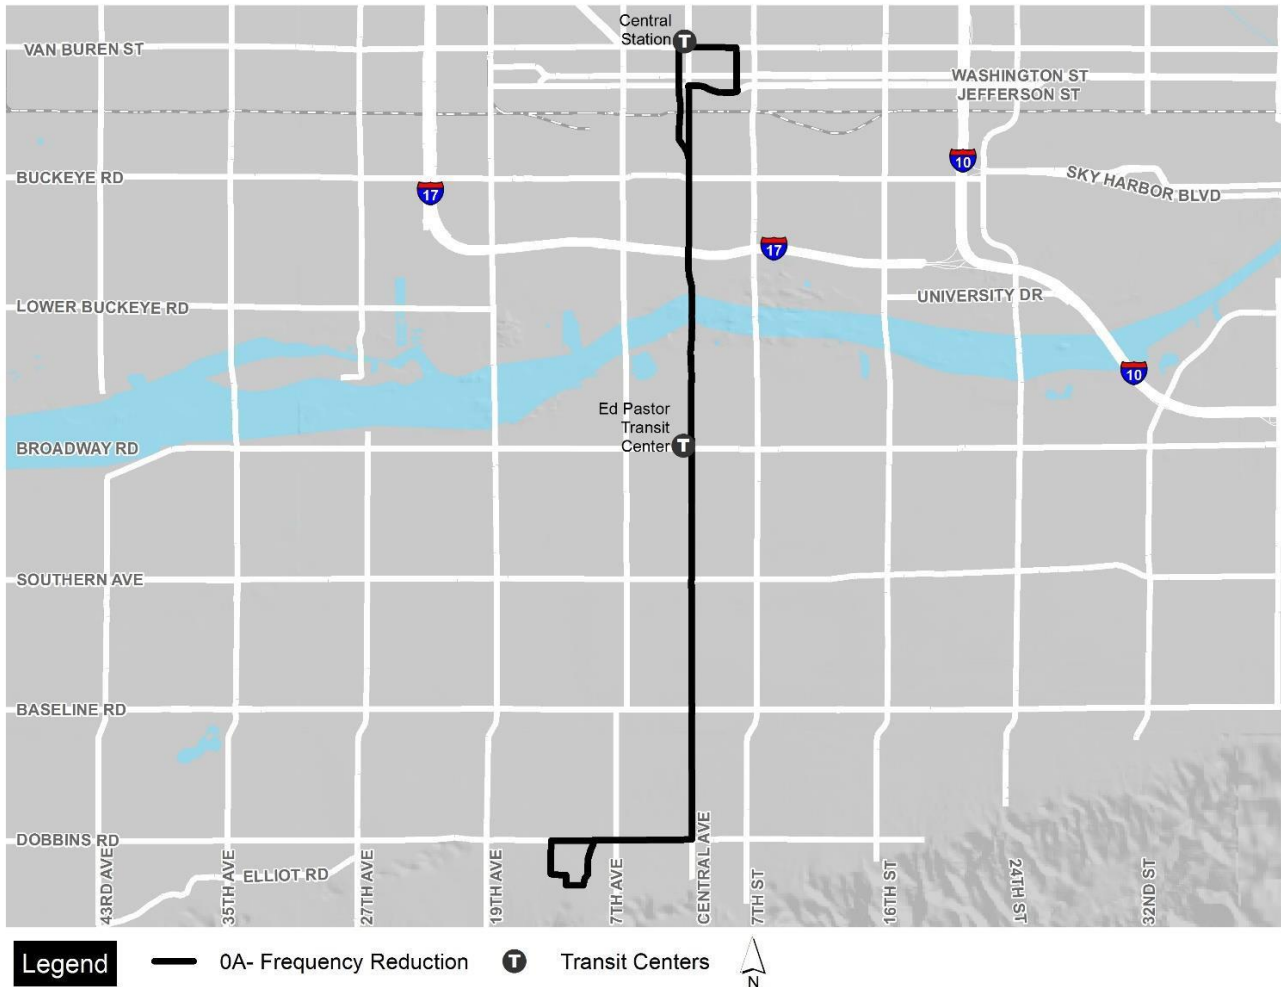 Central
Station
T
VAN BUREN ST
WASHINGTON ST
JEFFERSON ST
BUCKEYE RD
10
SKY HARBOR BLVD
17
17
UNIVERSITY DR
LOWER BUCKEYE RD
10
Ed Pastor
Transit
Center
T
BROADWAY RD
SOUTHERN AVE
BASELINE RD
DOBBINS RD
ELLIOT RD
43RD AVE
35TH AVE
27TH AVE
19TH AVE
7TH AVE
CENTRAL AVE
7TH ST
16TH ST
24TH ST
32ND ST
Legend
0A- Frequency Reduction
T
Transit Centers
N